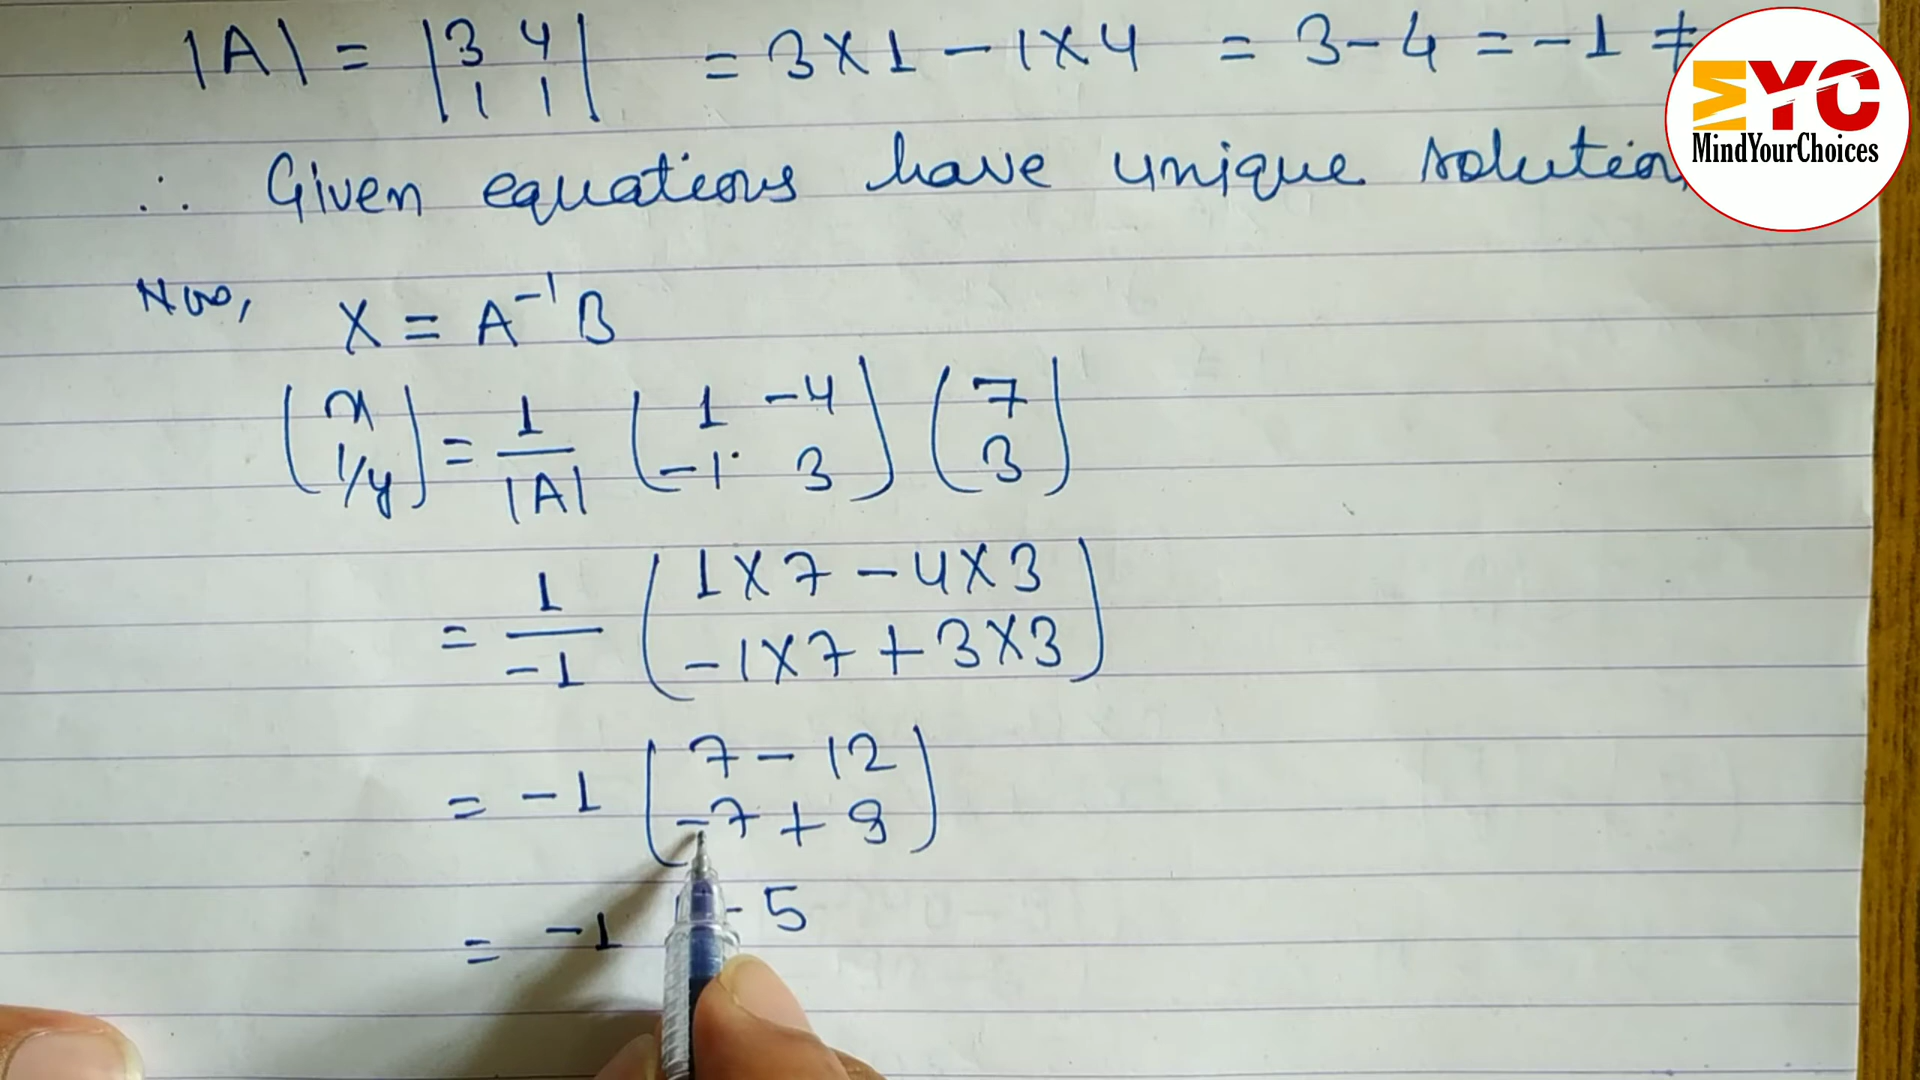 |A| = |3 4| = 3×1 - 1×4 = 3-4 = -1 ≠
|1 1|
MYC
MindYourChoices
∴ Given equations have unique solution
Now, X = A⁻¹B
(x) = 1 (1 -4) (7)
(1/y) |A| (-1 3) (3)
= 1 (1×7 - 4×3)
-1 (-1×7 + 3×3)
= -1 (7 - 12)
(-7 + 9)
= -1 -5